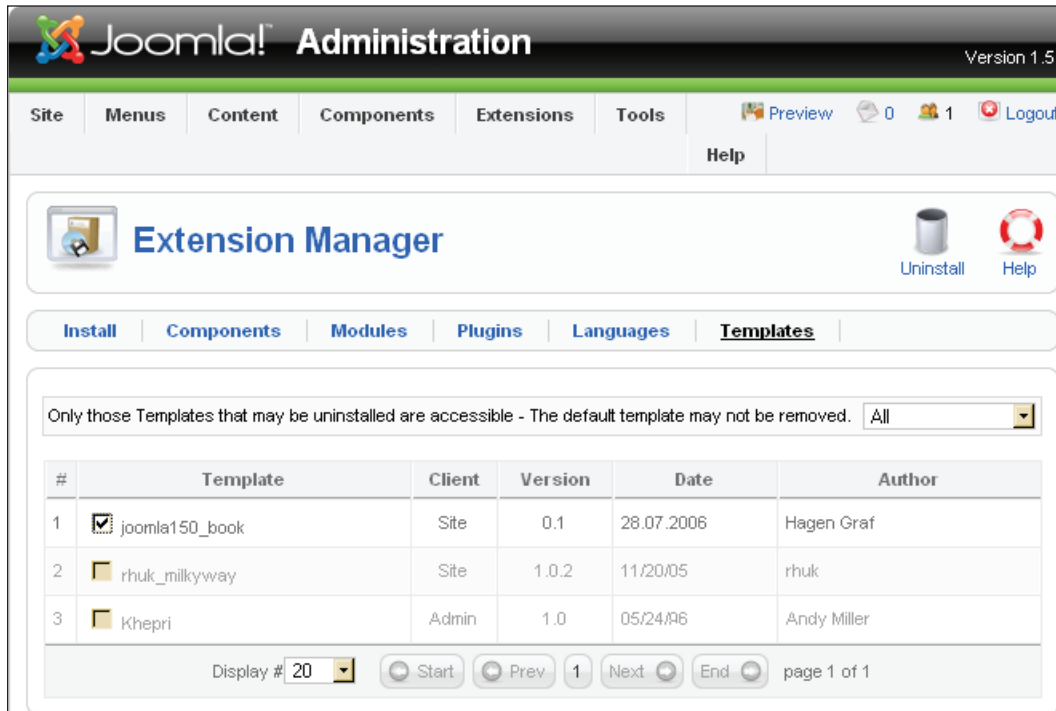 Joomla! Administration
Version 1.5
Site Menus Content Components Extensions Tools Preview 0 1 Logout
Help
Extension Manager
Uninstall Help
Install Components Modules Plugins Languages Templates
Only those Templates that may be uninstalled are accessible - The default template may not be removed. All
# Template Client Version Date Author
1 joomla150_book Site 0.1 28.07.2006 Hagen Graf
2 rhuk_milkyway Site 1.0.2 11/20/05 rhuk
3 Khepri Admin 1.0 Andy Miller
Display # 20 Start Prev 1 Next End page 1 of 1